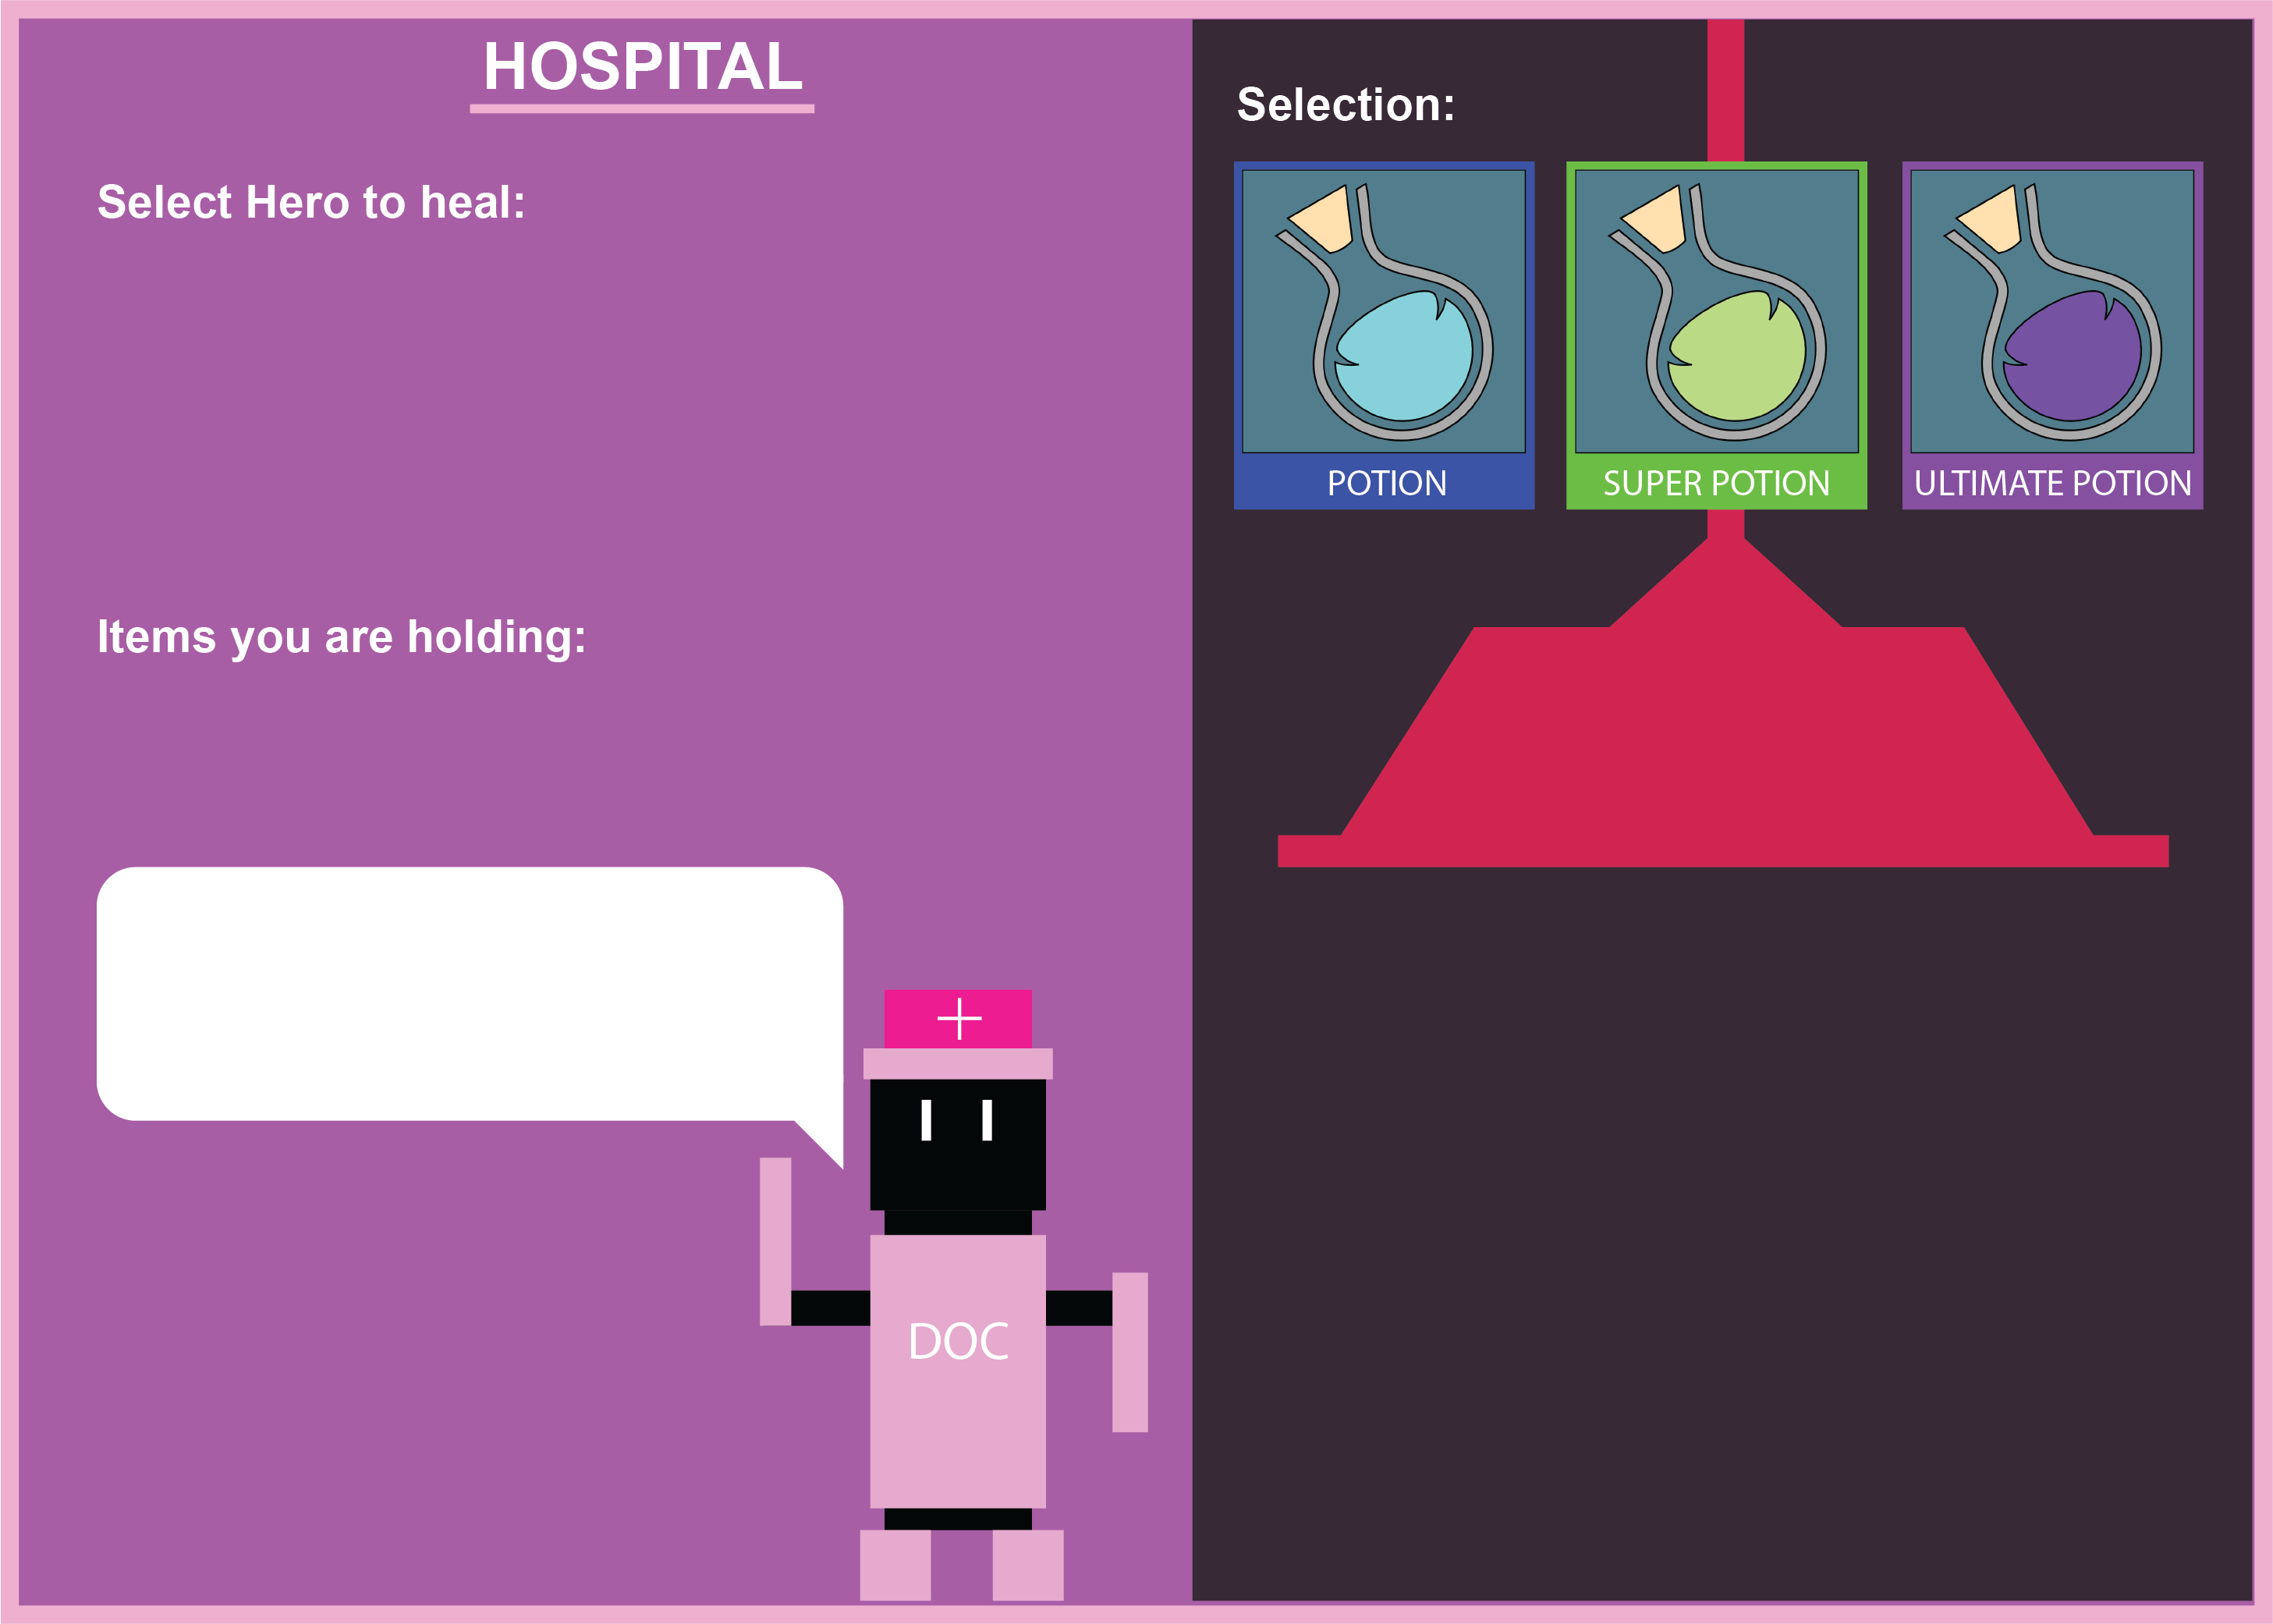 HOSPITAL
Select Hero to heal:
Items you are holding:
DOC
Selection:
POTION
SUPER POTION
ULTIMATE POTION